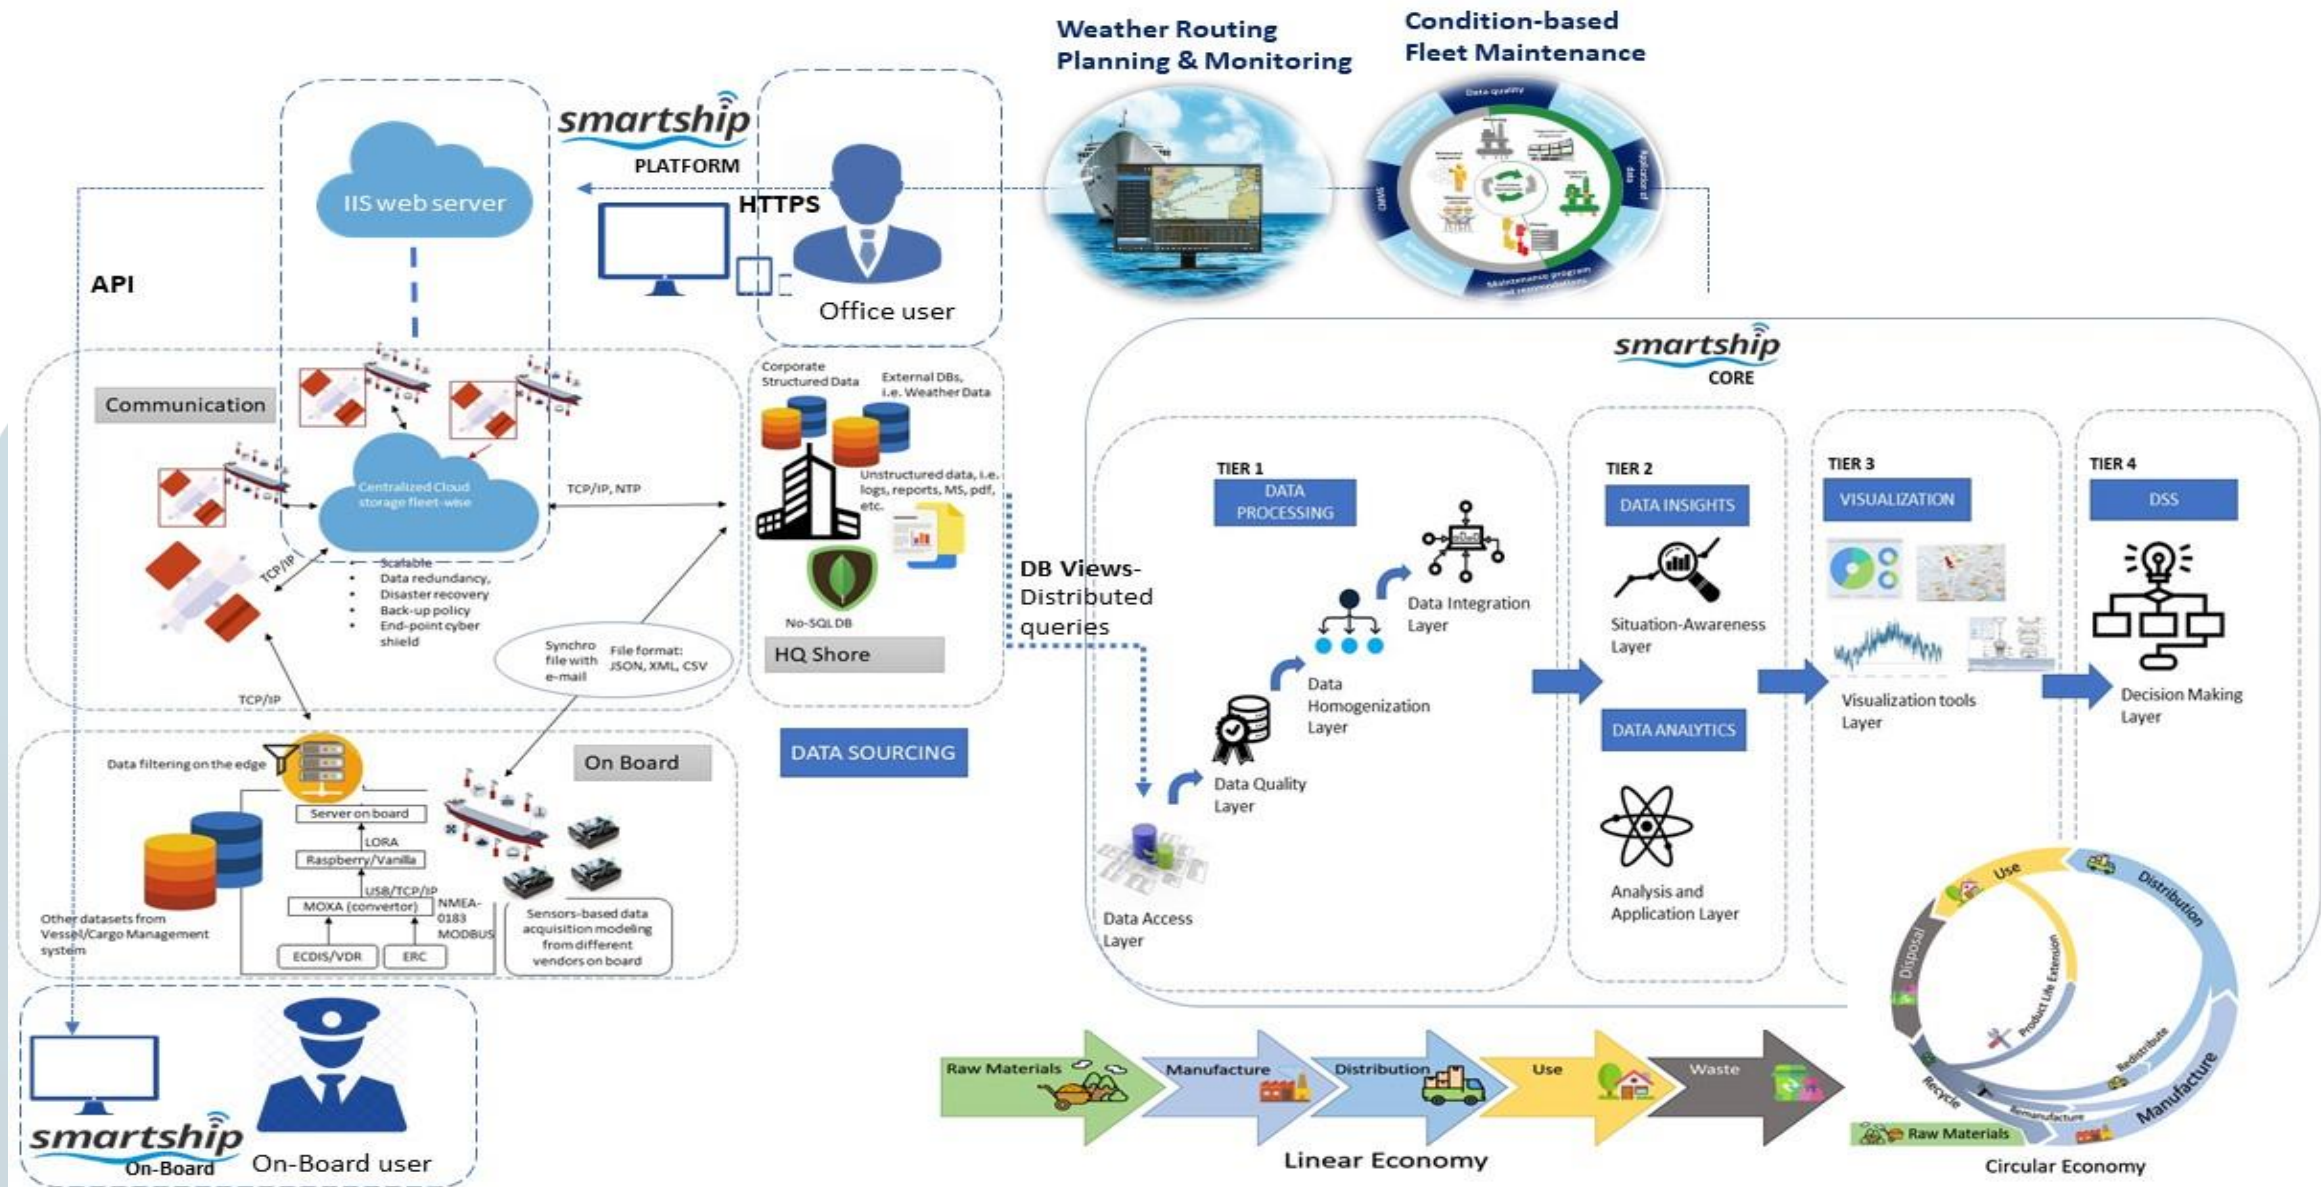 Weather Routing
Planning & Monitoring
Condition-based
Fleet Maintenance
smartship
PLATFORM
IIS web server
HTTPS
API
Office user
Data quality
Application of
data
Maintenance program
Communication
Centralized Cloud
storage fleet-wise
TCP/IP, NTP
TCP/IP
• Scalable
• Data redundancy,
• Disaster recovery
• Back-up policy
• End-point cyber
shield
TCP/IP
Synchro
file with
e-mail
File format:
JSON, XML, CSV
Corporate
Structured Data
External DBs,
i.e. Weather Data
Unstructured data, i.e.
logs, reports, MS, pdf,
etc.
No-SQL DB
HQ Shore
DATA SOURCING
DB Views-
Distributed
queries
On Board
Data filtering on the edge
Server on board
LORA
Raspberry/Vanilla
USB/TCP/IP
MOXA (convertor)
NMEA-
0183
MODBUS
ECDIS/VDR
ERC
Other datasets from
Vessel/Cargo Management
system
Sensors-based data
acquisition modeling
from different
vendors on board
smartship
On-Board
On-Board user
smartship
CORE
TIER 1
DATA
PROCESSING
Data Access
Layer
Data Quality
Layer
Data
Homogenization
Layer
Data Integration
Layer
TIER 2
DATA INSIGHTS
Situation-Awareness
Layer
DATA ANALYTICS
Analysis and
Application Layer
TIER 3
VISUALIZATION
Visualization tools
Layer
TIER 4
DSS
Decision Making
Layer
Raw Materials
Manufacture
Distribution
Use
Waste
Linear Economy
Use
Distribution
Disposal
Product Life Extension
Redistribute
Recycle
Remanufacture
Manufacture
Raw Materials
Circular Economy